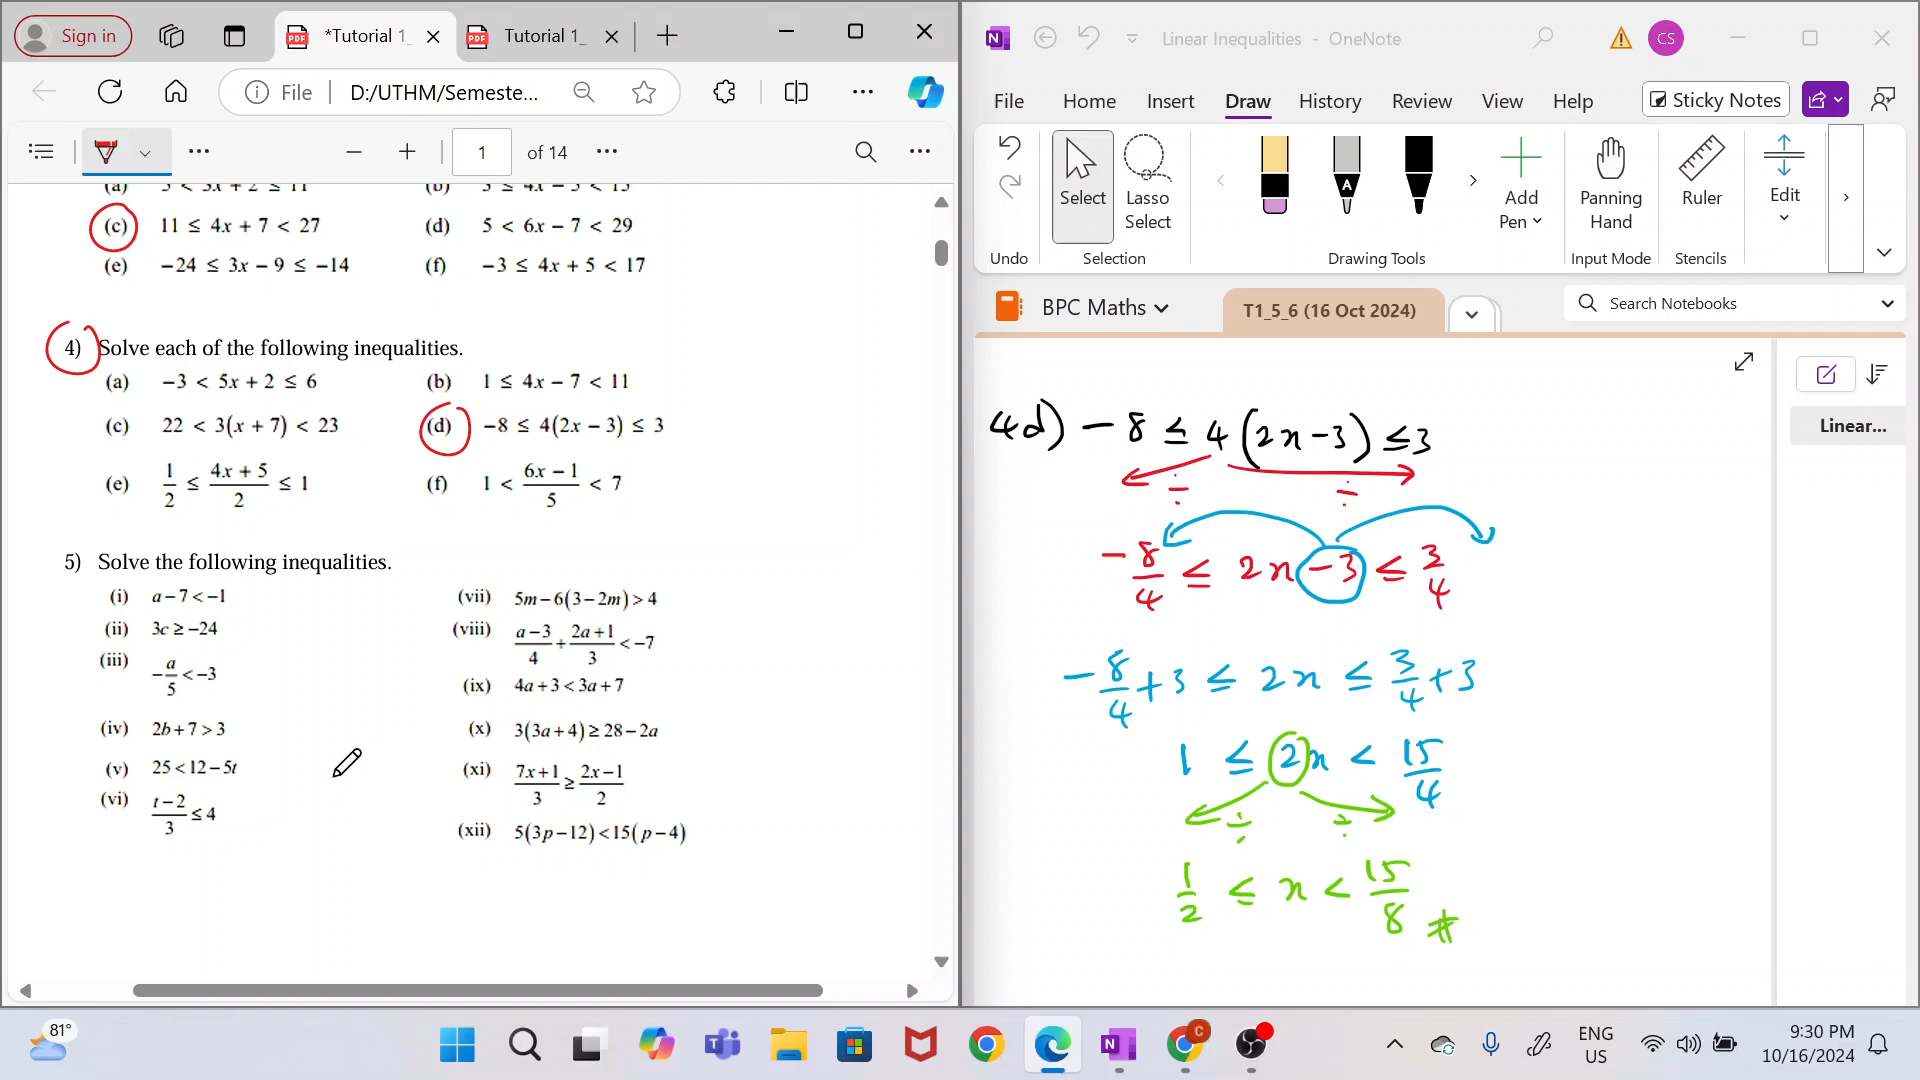 Sign in
*Tutorial 1_
Tutorial 1_
File
D:/UTHM/Semeste...
1 of 14
(c) 11 ≤ 4x + 7 < 27 (d) 5 < 6x − 7 < 29
(e) −24 ≤ 3x − 9 ≤ −14 (f) −3 ≤ 4x + 5 < 17
4) Solve each of the following inequalities.
(a) −3 < 5x + 2 ≤ 6 (b) 1 ≤ 4x − 7 < 11
(c) 22 < 3(x + 7) < 23 (d) −8 ≤ 4(2x − 3) ≤ 3
(e) 1/2 ≤ (4x + 5)/2 ≤ 1 (f) 1 < (6x − 1)/5 < 7
5) Solve the following inequalities.
(i) a − 7 < −1 (vii) 5m − 6(3 − 2m) > 4
(ii) 3c ≥ −24 (viii) (a − 3)/4 + (2a + 1)/3 < −7
(iii) −a/5 < −3 (ix) 4a + 3 < 3a + 7
(iv) 2b + 7 > 3 (x) 3(3a + 4) ≥ 28 − 2a
(v) 25 < 12 − 5t (xi) (7x + 1)/3 ≥ (2x − 1)/2
(vi) (t − 2)/3 ≤ 4 (xii) 5(3p − 12) < 15(p − 4)
Linear Inequalities - OneNote
CS
File Home Insert Draw History Review View Help
Sticky Notes
Undo
Select
Lasso Select
Selection
A
Drawing Tools
Add Pen
Panning Hand
Input Mode
Ruler
Stencils
Edit
BPC Maths
T1_5_6 (16 Oct 2024)
Search Notebooks
Linear...
4d) −8 ≤ 4(2x−3) ≤ 3
÷ ÷
−8/4 ≤ 2x −3 ≤ 3/4
−8/4 + 3 ≤ 2x ≤ 3/4 + 3
1 ≤ 2x < 15/4
÷ ÷
1/2 ≤ x < 15/8 #
81°
ENG
US
9:30 PM
10/16/2024